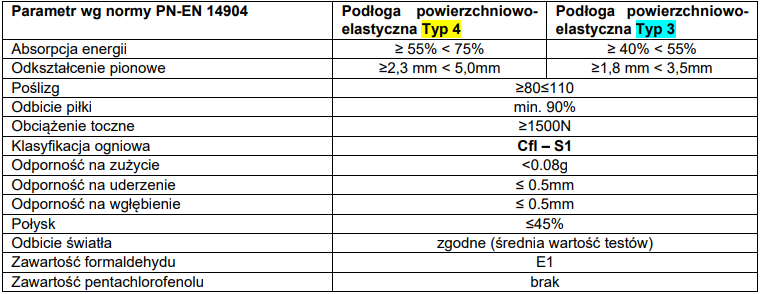 Parametr wg normy PN-EN 14904 Podłoga powierzchniowo-elastyczna Typ 4 Podłoga powierzchniowo-elastyczna Typ 3
Absorpcja energii ≥ 55% < 75% ≥ 40% < 55%
Odkształcenie pionowe ≥2,3 mm < 5,0mm ≥1,8 mm < 3,5mm
Poślizg ≥80≤110
Odbicie piłki min. 90%
Obciążenie toczne ≥1500N
Klasyfikacja ogniowa Cfl – S1
Odporność na zużycie <0.08g
Odporność na uderzenie ≤ 0.5mm
Odporność na wgłębienie ≤ 0.5mm
Połysk ≤45%
Odbicie światła zgodne (średnia wartość testów)
Zawartość formaldehydu E1
Zawartość pentachlorofenolu brak